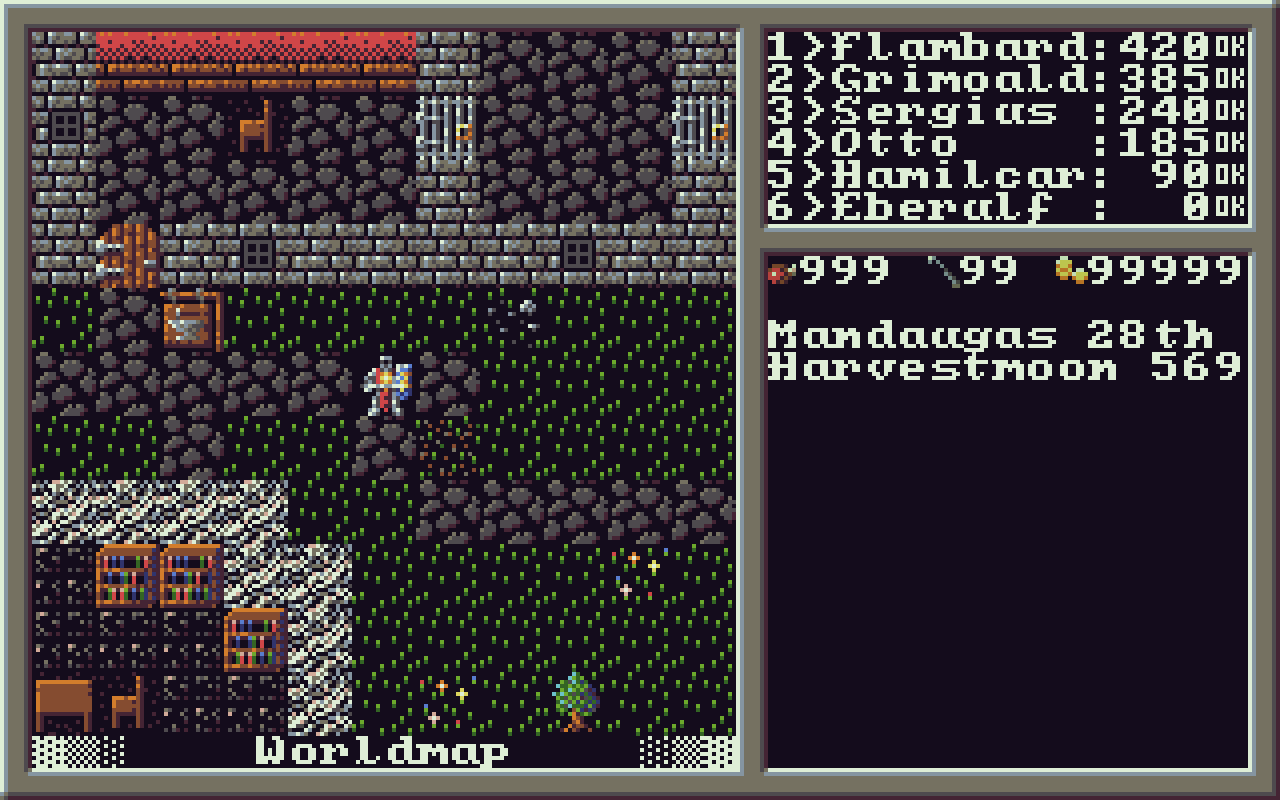 1>Flambard:420OK
2>Grimoald:385OK
3>Sergius :240OK
4>Otto :185OK
5>Hamilcar: 90OK
6>Eberulf : 0OK
999 99 99999
Mandaugas 28th
Harvestmoon 569
Worldmap